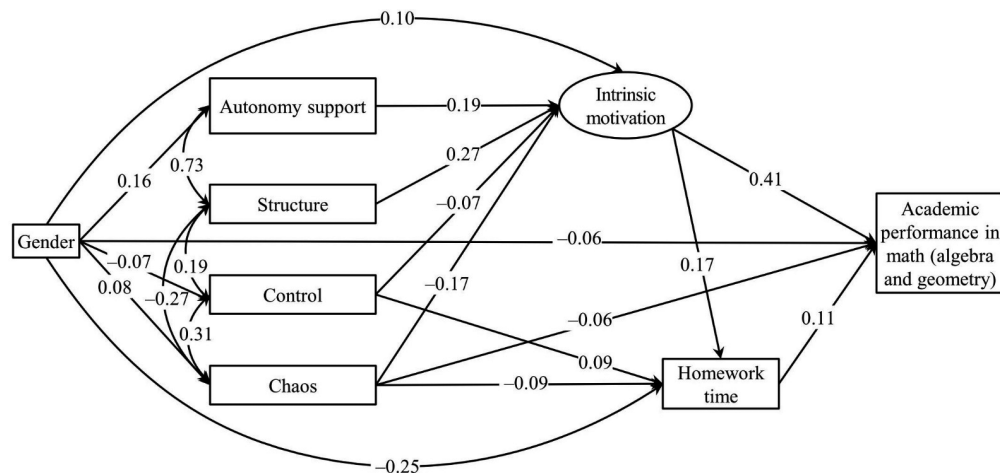 0.10
Autonomy support
0.19
Intrinsic
motivation
0.73
0.27
0.16
0.41
Structure
−0.07
Academic
performance in
math (algebra
and geometry)
Gender
−0.06
−0.07
0.19
0.17
0.08
−0.27
Control
−0.17
0.31
−0.06
0.11
0.09
Chaos
−0.09
Homework
time
−0.25